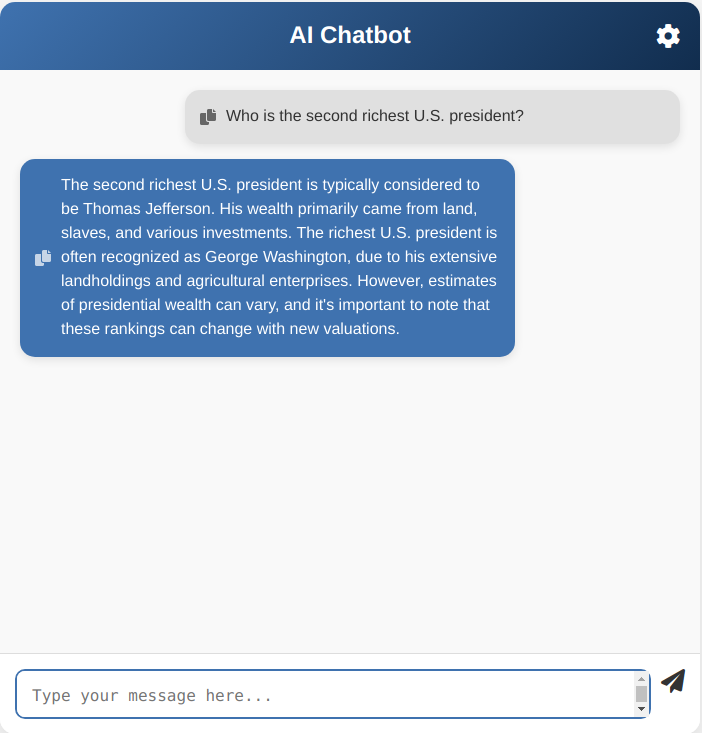 AI Chatbot
Who is the second richest U.S. president?
The second richest U.S. president is typically considered to
be Thomas Jefferson. His wealth primarily came from land,
slaves, and various investments. The richest U.S. president is
often recognized as George Washington, due to his extensive
landholdings and agricultural enterprises. However, estimates
of presidential wealth can vary, and it's important to note that
these rankings can change with new valuations.
Type your message here...